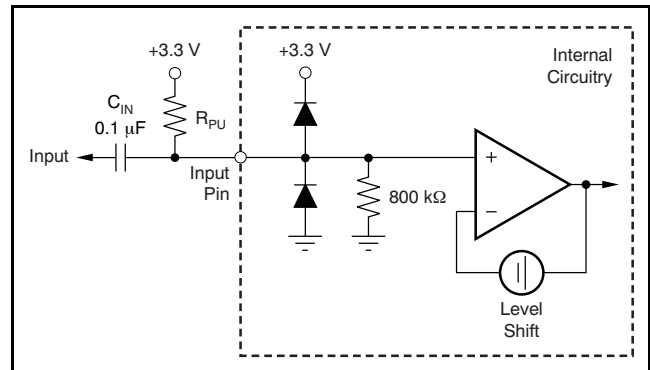 +3.3 V
+3.3 V
Internal
Circuitry
C_IN
0.1 μF
R_PU
Input
Input
Pin
800 kΩ
+
−
Level
Shift